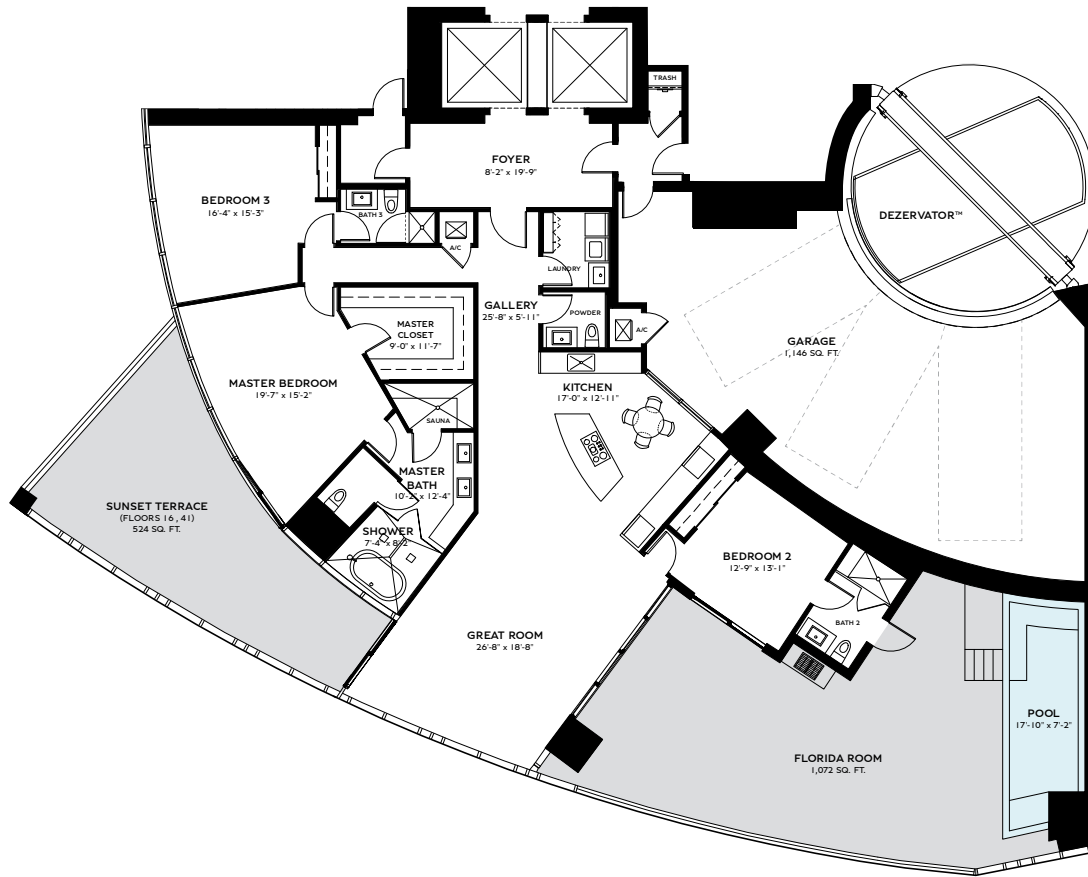 TRASH
FOYER
8'-2" x 19'-9"
BEDROOM 3
16'-4" x 15'-3"
BATH 3
A/C
DEZERVATOR™
LAUNDRY
GALLERY
25'-8" x 5'-11"
POWDER
A/C
MASTER
CLOSET
9'-0" x 11'-7"
GARAGE
1,146 SQ. FT.
MASTER BEDROOM
19'-7" x 15'-2"
KITCHEN
17'-0" x 12'-11"
SAUNA
MASTER
BATH
10'-2" x 12'-4"
SUNSET TERRACE
(FLOORS 16 , 41)
524 SQ. FT.
SHOWER
7'-4" x 8'-2"
BEDROOM 2
12'-9" x 13'-1"
BATH 2
GREAT ROOM
26'-8" x 18'-8"
POOL
17'-10" x 7'-2"
FLORIDA ROOM
1,072 SQ. FT.